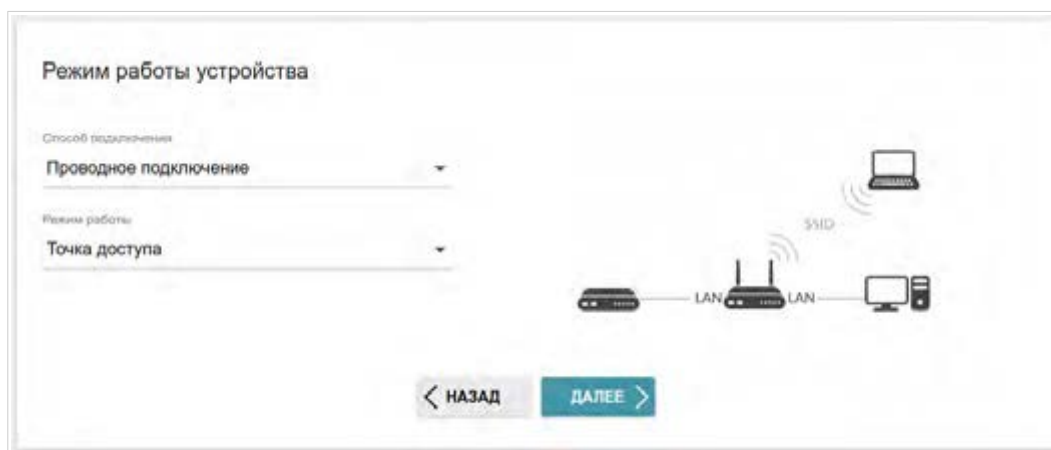 Режим работы устройства
Способ подключения
Проводное подключение
Режим работы
Точка доступа
SSID
LAN
LAN
НАЗАД
ДАЛЕЕ